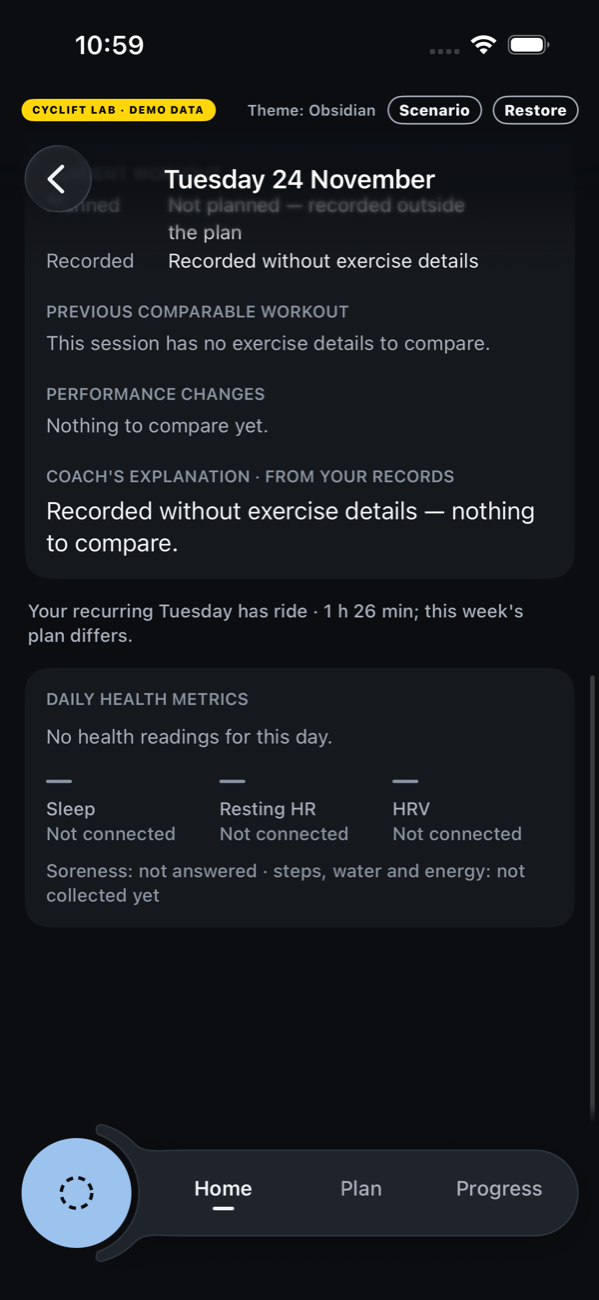 10:59
CYCLIFT LAB · DEMO DATA
Theme: Obsidian
Scenario
Restore
Tuesday 24 November
Not planned — recorded outside
the plan
Recorded
Recorded without exercise details
PREVIOUS COMPARABLE WORKOUT
This session has no exercise details to compare.
PERFORMANCE CHANGES
Nothing to compare yet.
COACH'S EXPLANATION · FROM YOUR RECORDS
Recorded without exercise details — nothing
to compare.
Your recurring Tuesday has ride · 1 h 26 min; this week's
plan differs.
DAILY HEALTH METRICS
No health readings for this day.
— — —
Sleep Resting HR HRV
Not connected Not connected Not connected
Soreness: not answered · steps, water and energy: not
collected yet
Home Plan Progress